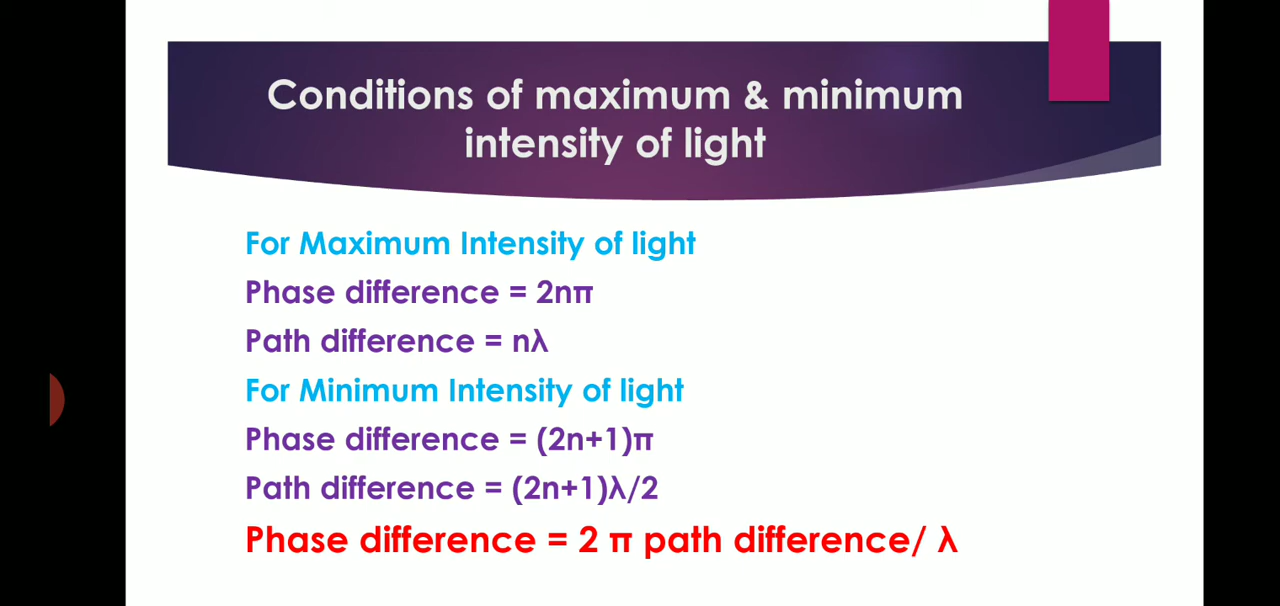 Conditions of maximum & minimum
intensity of light
For Maximum Intensity of light
Phase difference = 2nπ
Path difference = nλ
For Minimum Intensity of light
Phase difference = (2n+1)π
Path difference = (2n+1)λ/2
Phase difference = 2 π path difference/ λ